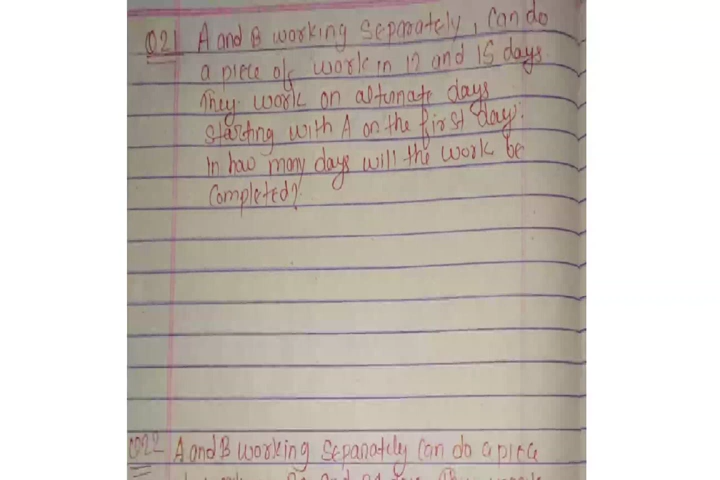 Q21 A and B working separately, can do
a piece of work in 12 and 15 days
They work on alternate days
starting with A on the first day.
In how many days will the work be
completed?
Q22 A and B working separately can do a piece